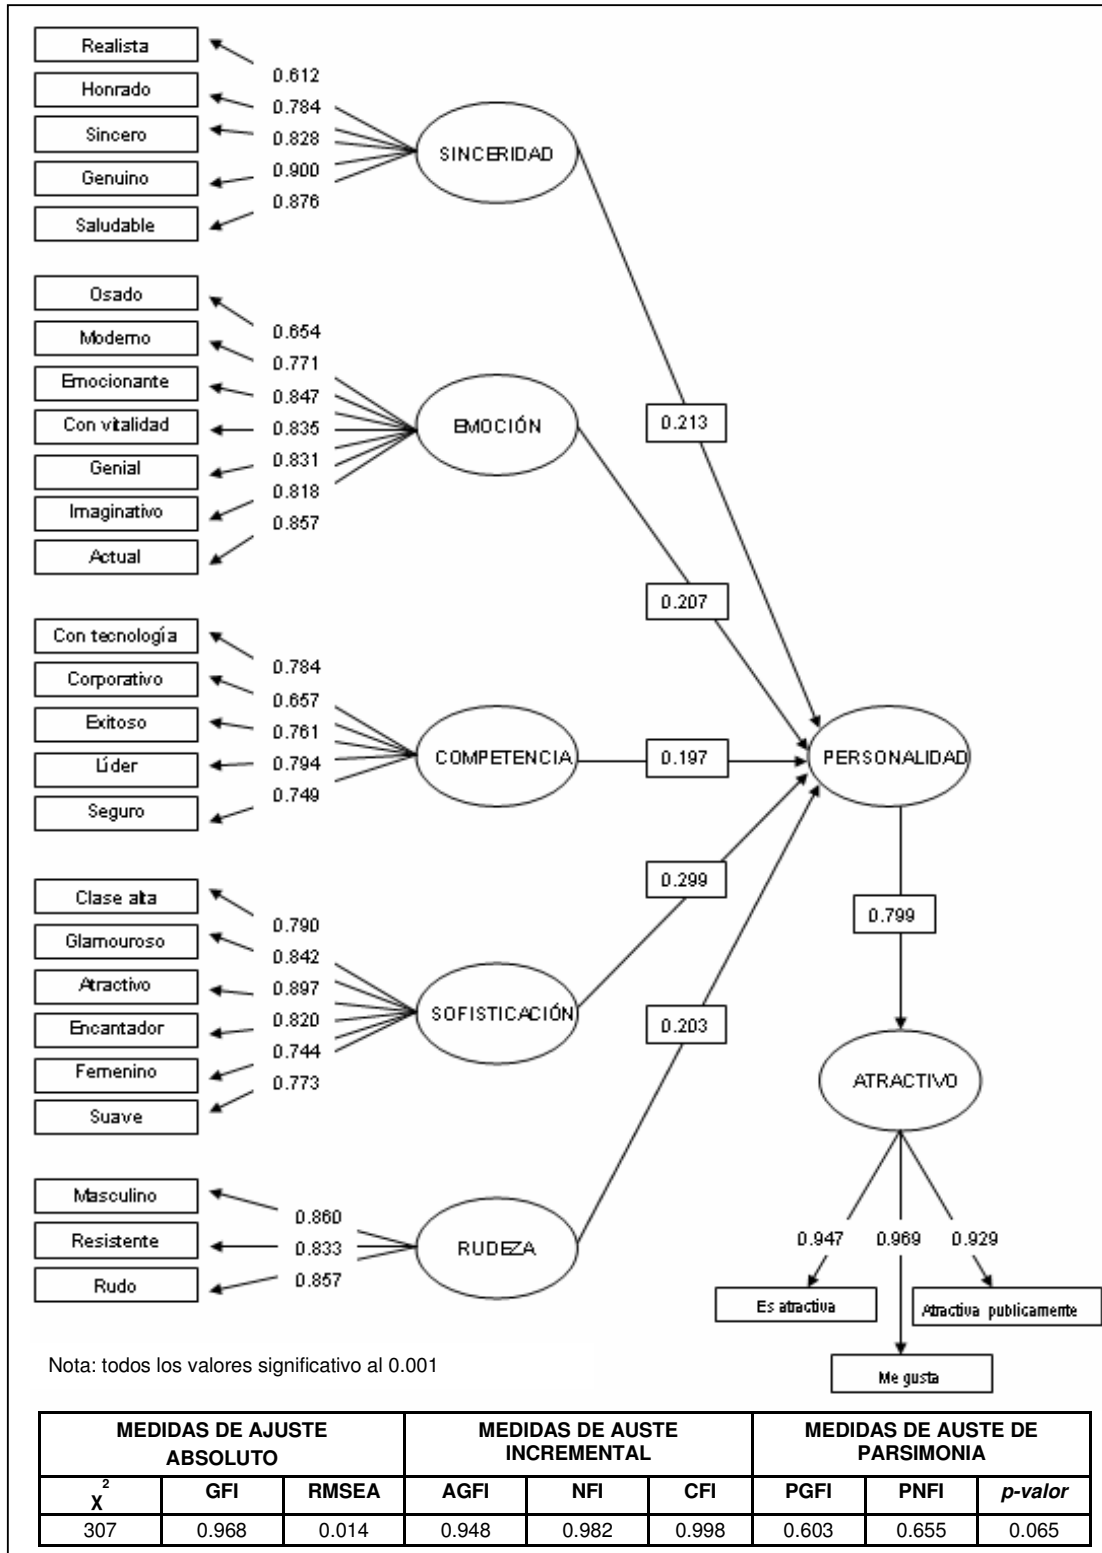 Realista
0.612
Honrado
0.784
Sincero
0.828
Genuino
0.900
Saludable
0.876
SINCERIDAD
Osado
0.654
Moderno
0.771
Emocionante
0.847
Con vitalidad
0.835
Genial
0.831
Imaginativo
0.818
Actual
0.857
EMOCIÓN
0.213
0.207
Con tecnología
0.784
Corporativo
0.657
Exitoso
0.761
Líder
0.794
Seguro
0.749
COMPETENCIA
0.197
PERSONALIDAD
Clase alta
0.790
Glamouroso
0.842
Atractivo
0.897
Encantador
0.820
Femenino
0.744
Suave
0.773
SOFISTICACIÓN
0.299
0.203
0.799
ATRACTIVO
Masculino
0.860
Resistente
0.833
Rudo
0.857
RUDEZA
0.947 0.969 0.929
Es atractiva
Atractiva publicamente
Me gusta
Nota: todos los valores significativo al 0.001
MEDIDAS DE AJUSTE
ABSOLUTO
MEDIDAS DE AUSTE
INCREMENTAL
MEDIDAS DE AUSTE DE
PARSIMONIA
X² GFI RMSEA AGFI NFI CFI PGFI PNFI p-valor
307 0.968 0.014 0.948 0.982 0.998 0.603 0.655 0.065